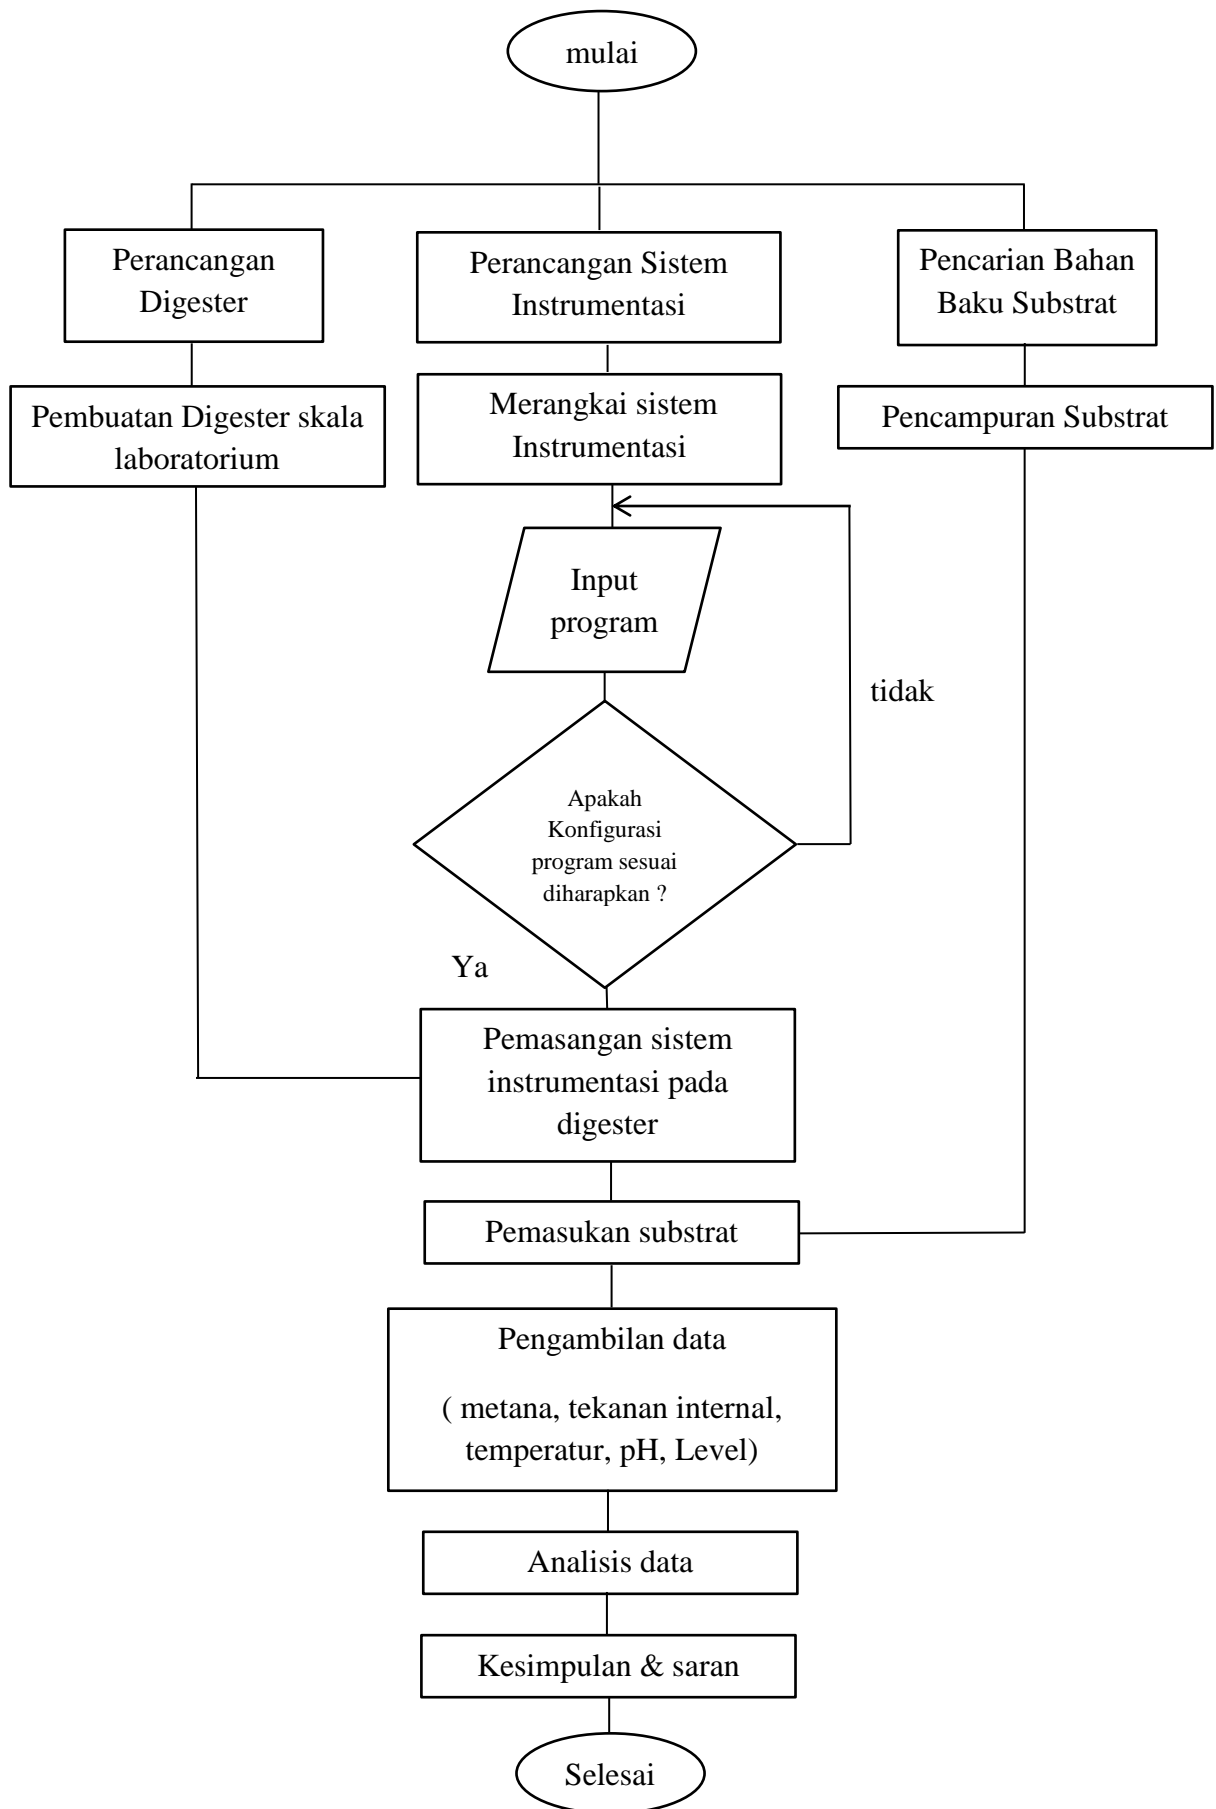 mulai
Perancangan
Digester
Perancangan Sistem
Instrumentasi
Pencarian Bahan
Baku Substrat
Pembuatan Digester skala
laboratorium
Merangkai sistem
Instrumentasi
Pencampuran Substrat
Input
program
tidak
Apakah
Konfigurasi
program sesuai
diharapkan ?
Ya
Pemasangan sistem
instrumentasi pada
digester
Pemasukan substrat
Pengambilan data
( metana, tekanan internal,
temperatur, pH, Level)
Analisis data
Kesimpulan & saran
Selesai